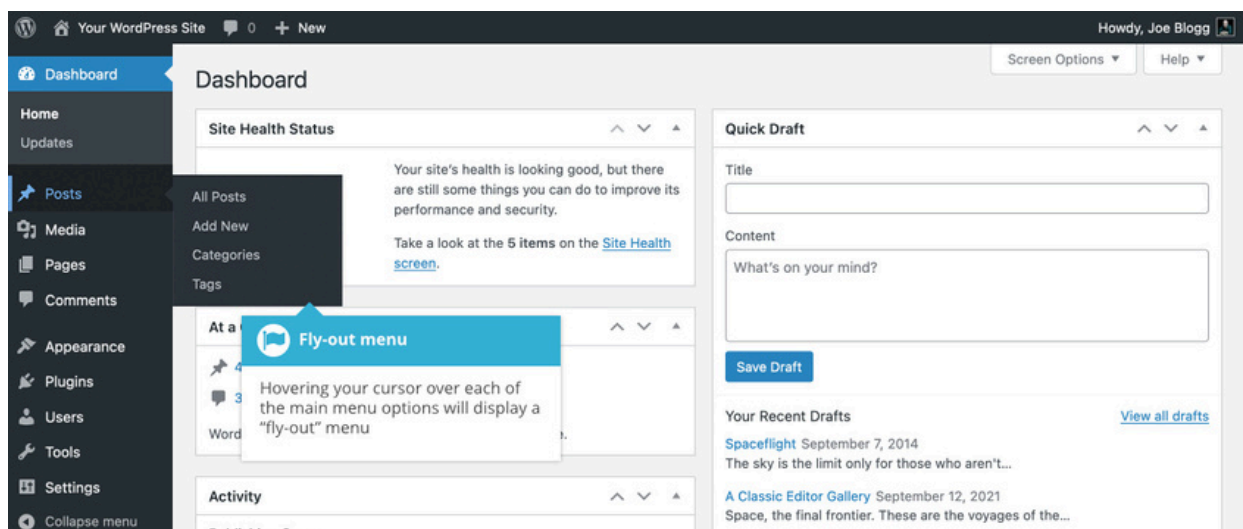 Your WordPress Site 0 + New Howdy, Joe Blogg
Screen Options Help
Dashboard
Home
Updates
Posts
Media
Pages
Comments
Appearance
Plugins
Users
Tools
Settings
Collapse menu
All Posts
Add New
Categories
Tags
Dashboard
Site Health Status
Your site's health is looking good, but there
are still some things you can do to improve its
performance and security.
Take a look at the 5 items on the Site Health
screen.
At a
4
3
Word
Fly-out menu
Hovering your cursor over each of
the main menu options will display a
“fly-out” menu
Activity
Quick Draft
Title
Content
What's on your mind?
Save Draft
Your Recent Drafts View all drafts
Spaceflight September 7, 2014
The sky is the limit only for those who aren't...
A Classic Editor Gallery September 12, 2021
Space, the final frontier. These are the voyages of the...